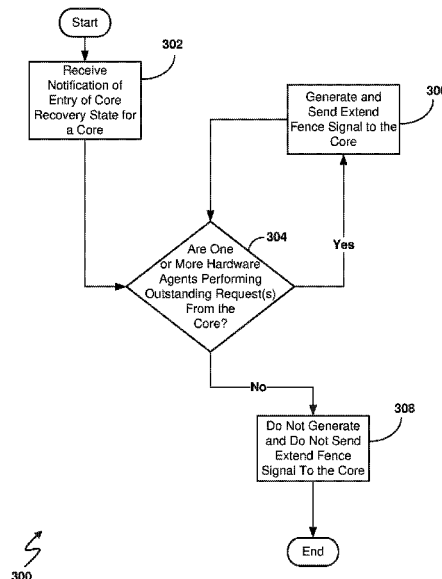 Start
302
Receive
Notification of
Entry of Core
Recovery State for
a Core
Generate and
Send Extend
Fence Signal to the
Core
304
Are One
or More Hardware
Agents Performing
Outstanding Request(s)
From the
Core?
Yes
No
308
Do Not Generate
and Do Not Send
Extend Fence
Signal To the Core
End
300